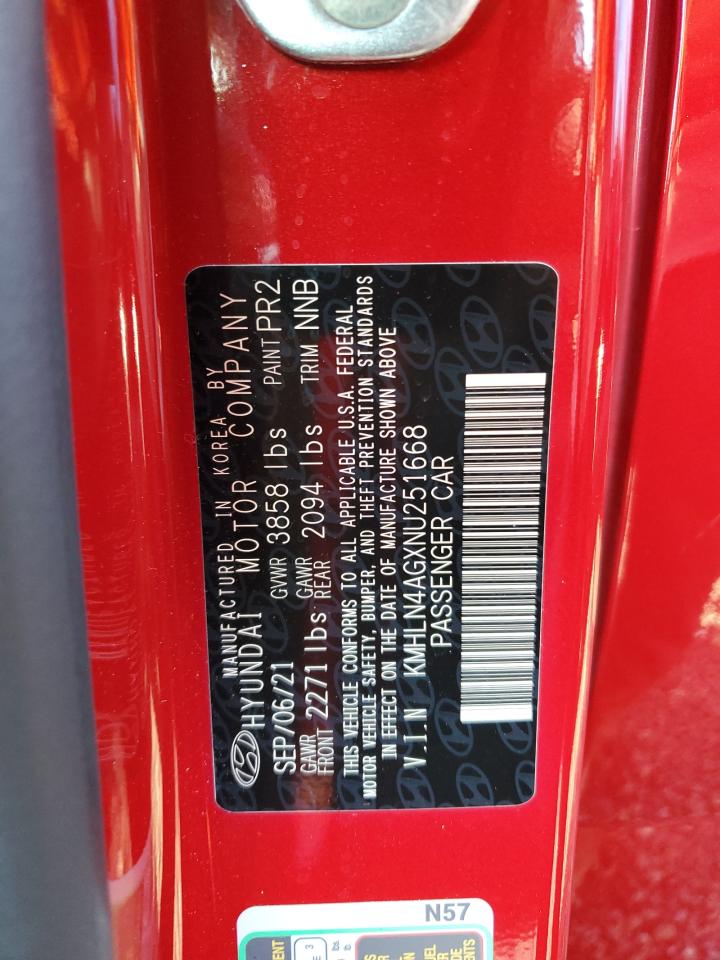 MANUFACTURED IN KOREA BY
HYUNDAI MOTOR COMPANY
SEP/06/21 GVWR 3858 lbs PAINT PR2
GAWR FRONT 2271 lbs GAWR REAR 2094 lbs TRIM NNB
THIS VEHICLE CONFORMS TO ALL APPLICABLE U.S.A. FEDERAL
MOTOR VEHICLE SAFETY, BUMPER, AND THEFT PREVENTION STANDARDS
IN EFFECT ON THE DATE OF MANUFACTURE SHOWN ABOVE
V.I.N KMHLN4AGXNU251668
PASSENGER CAR
N57